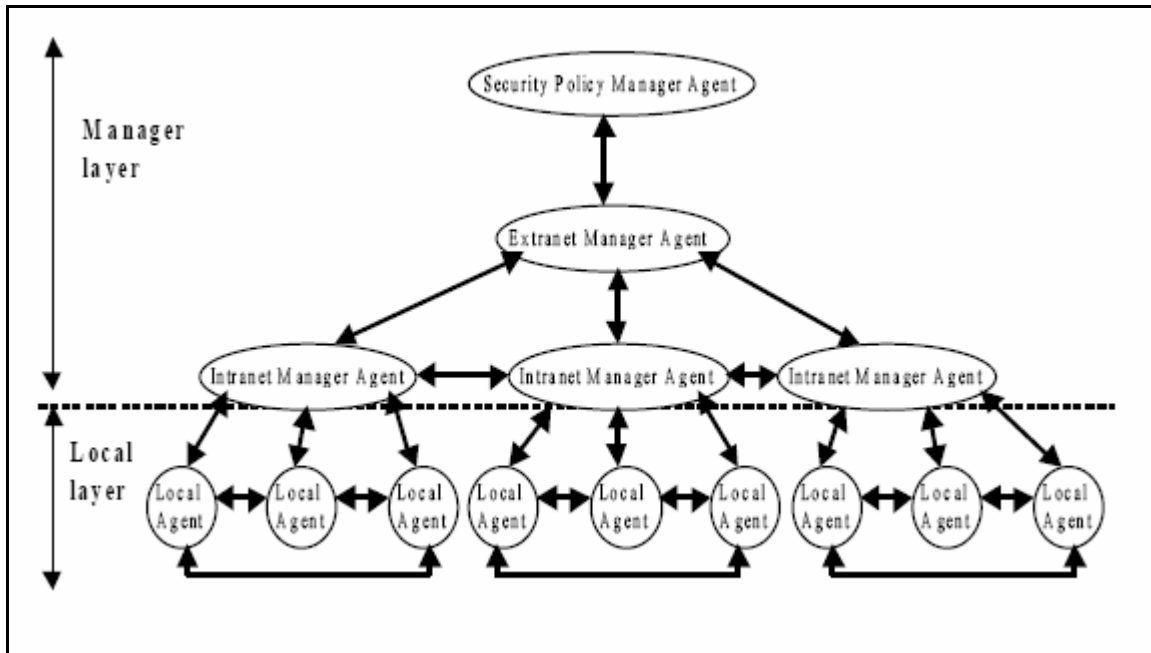 Security Policy Manager Agent
Manager
layer
Extranet Manager Agent
Intranet Manager Agent
Intranet Manager Agent
Intranet Manager Agent
Local
layer
Local
Agent
Local
Agent
Local
Agent
Local
Agent
Local
Agent
Local
Agent
Local
Agent
Local
Agent
Local
Agent